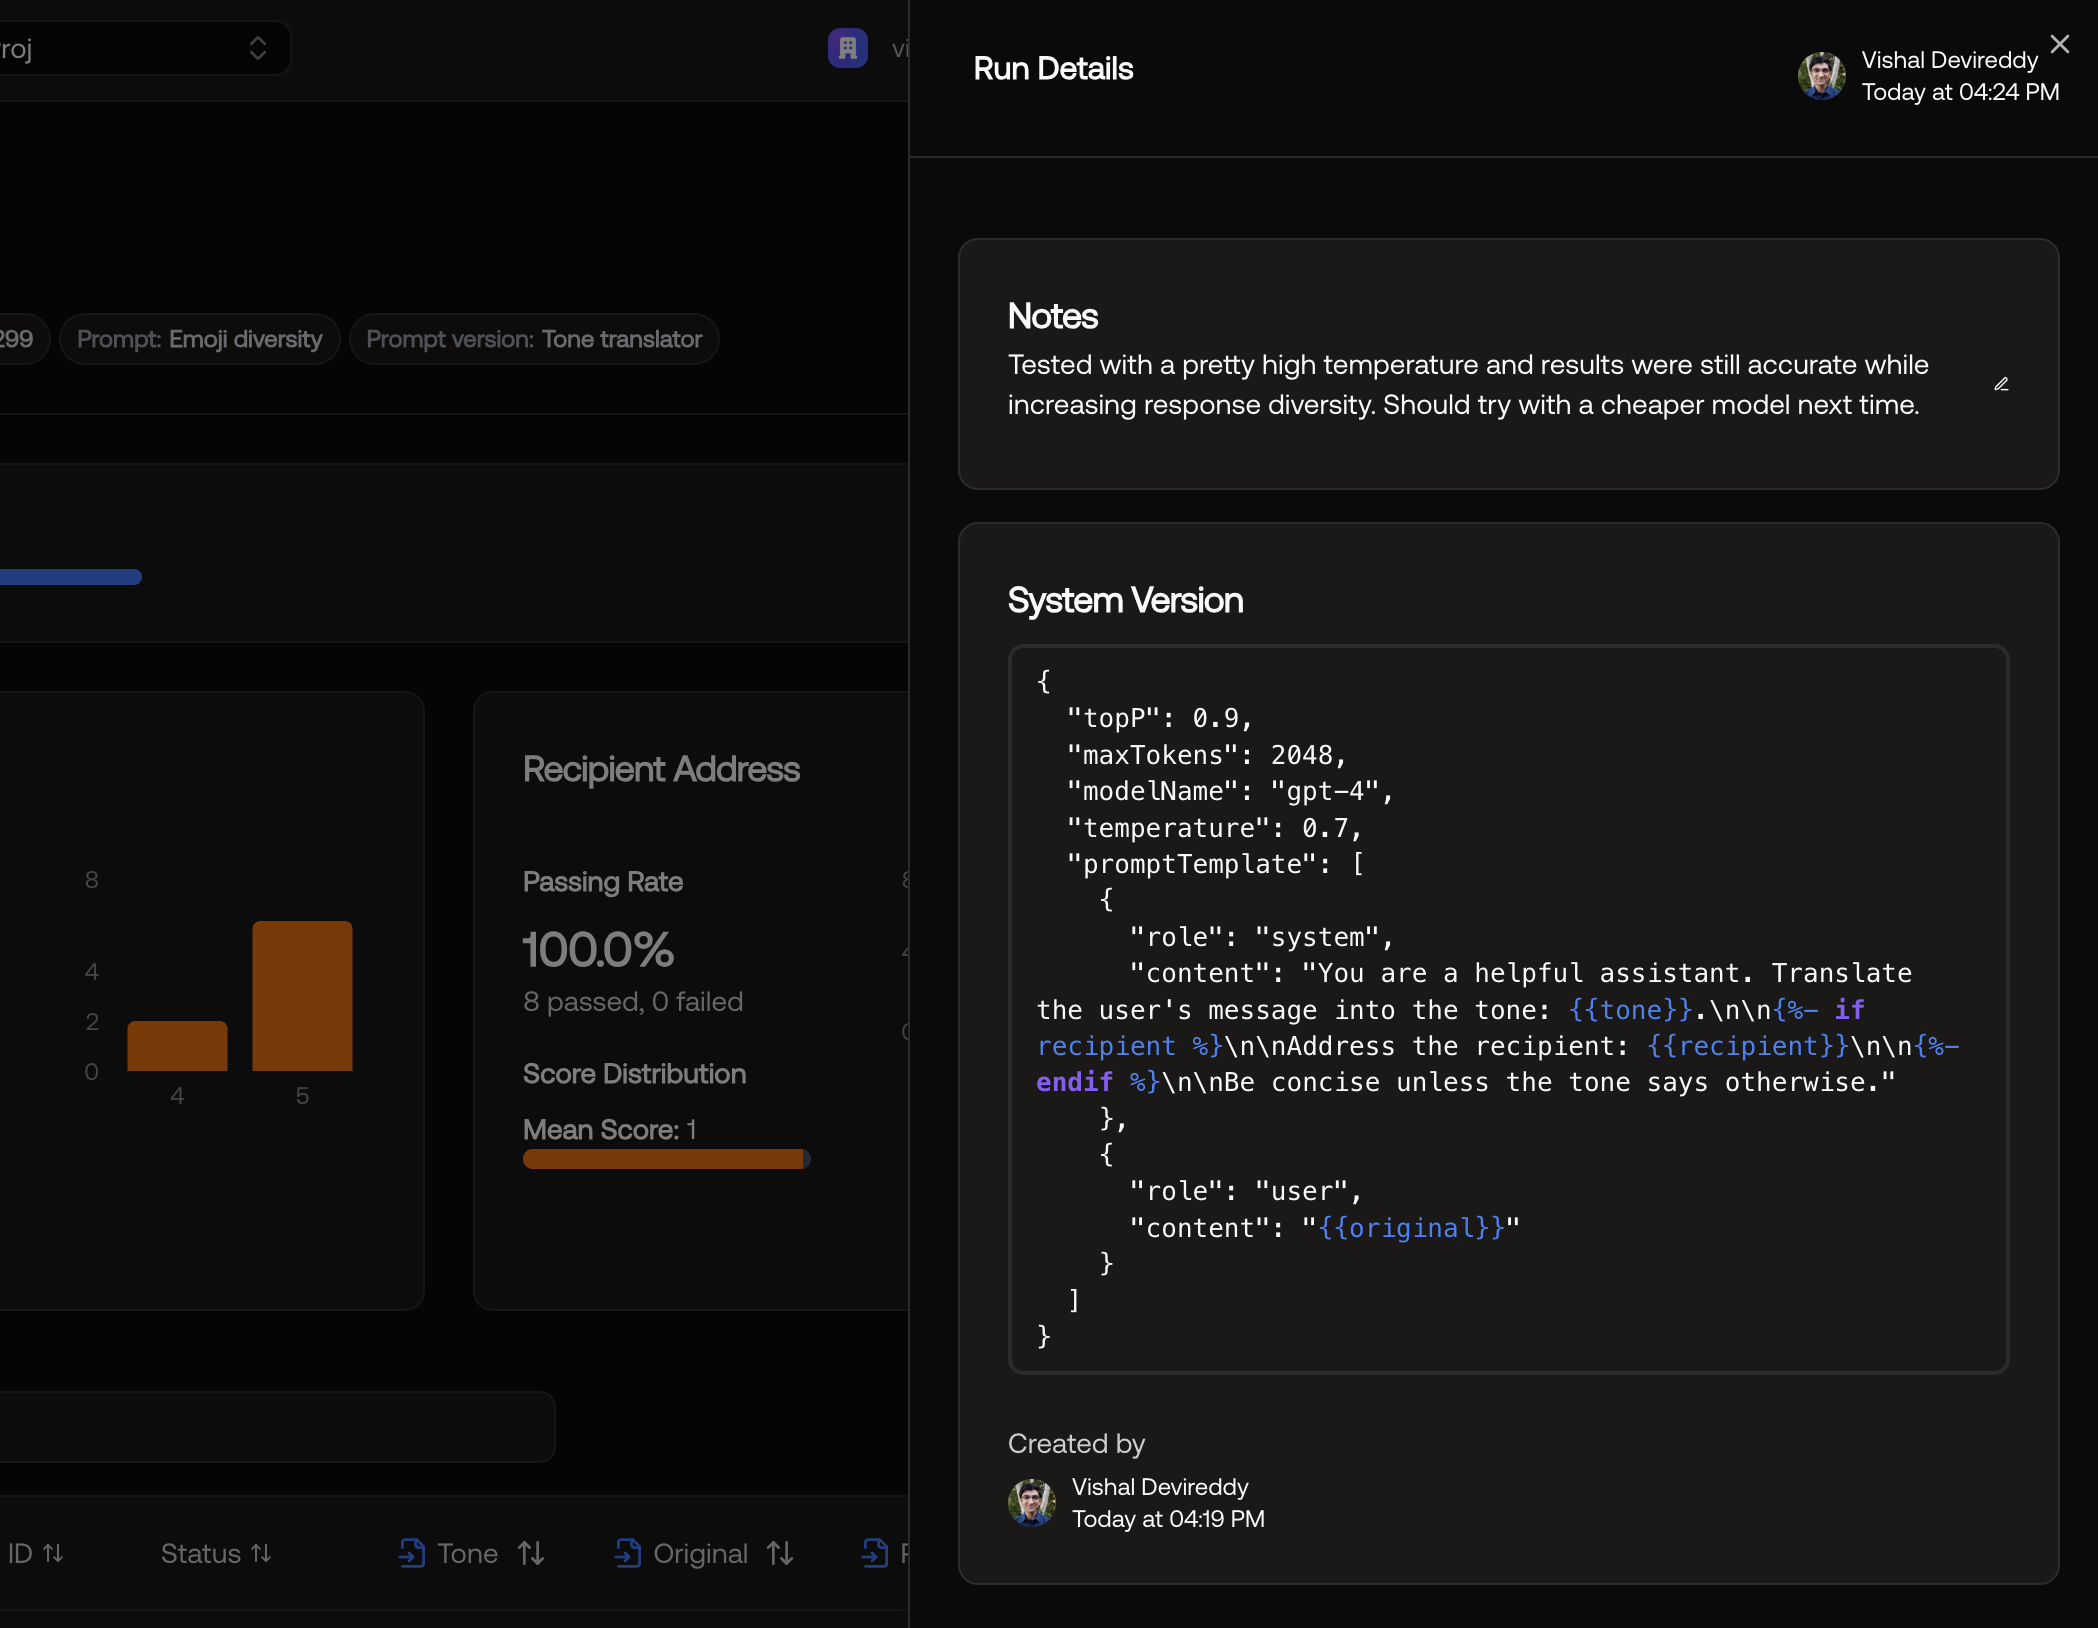 roj
Run Details
Vishal Devireddy
Today at 04:24 PM
299
Prompt: Emoji diversity
Prompt version: Tone translator
Notes
Tested with a pretty high temperature and results were still accurate while
increasing response diversity. Should try with a cheaper model next time.
System Version
{
"topP": 0.9,
"maxTokens": 2048,
"modelName": "gpt-4",
"temperature": 0.7,
"promptTemplate": [
{
"role": "system",
"content": "You are a helpful assistant. Translate
the user's message into the tone: {{tone}}.\n\n{%- if
recipient %}\n\nAddress the recipient: {{recipient}}\n\n{%-
endif %}\n\nBe concise unless the tone says otherwise."
},
{
"role": "user",
"content": "{{original}}"
}
]
}
Created by
Vishal Devireddy
Today at 04:19 PM
8
4
2
0
4
5
Recipient Address
Passing Rate
100.0%
8 passed, 0 failed
Score Distribution
Mean Score: 1
ID
Status
Tone
Original